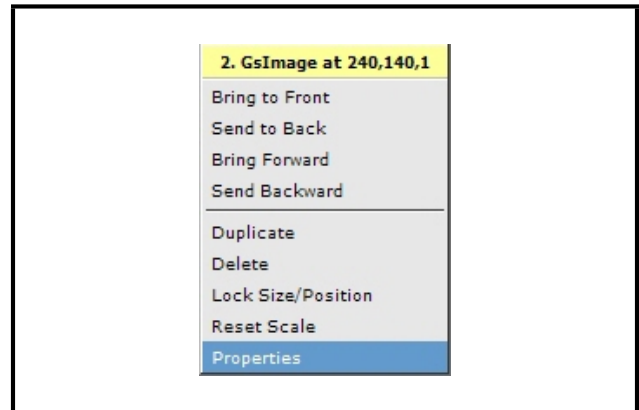 2. GsImage at 240,140,1
Bring to Front
Send to Back
Bring Forward
Send Backward
Duplicate
Delete
Lock Size/Position
Reset Scale
Properties